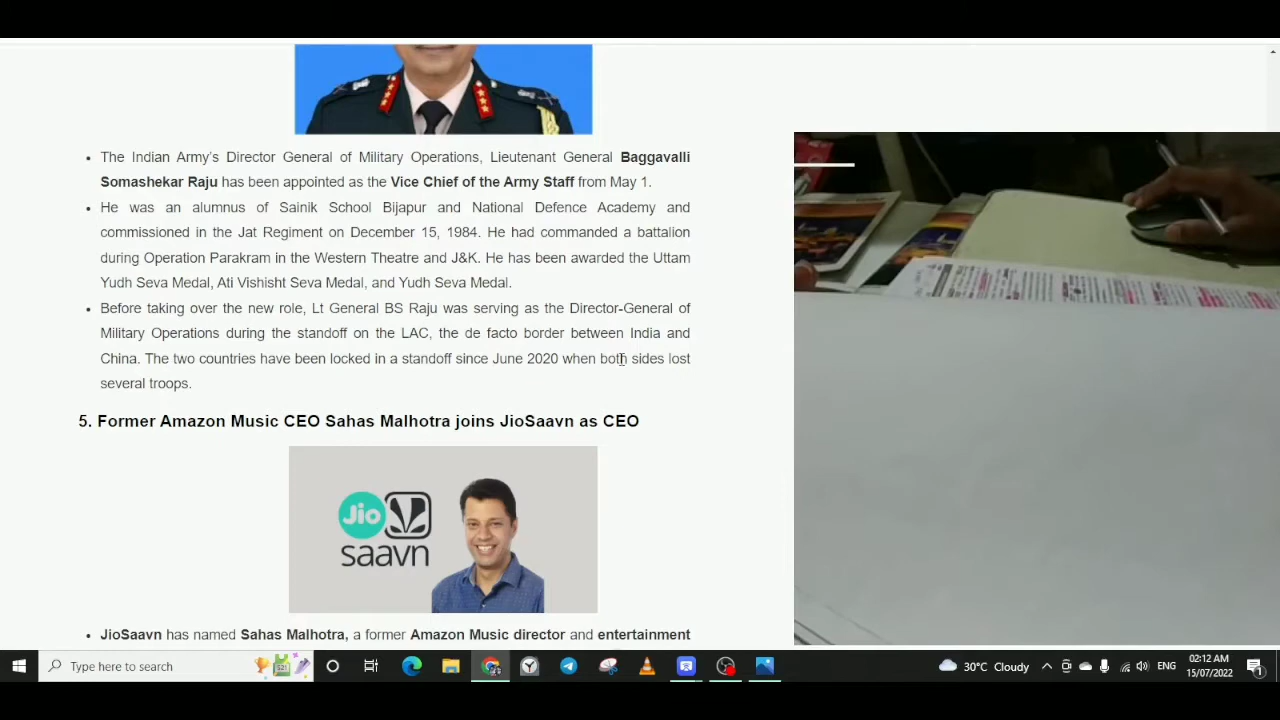 • The Indian Army's Director General of Military Operations, Lieutenant General Baggavalli
Somashekar Raju has been appointed as the Vice Chief of the Army Staff from May 1.
• He was an alumnus of Sainik School Bijapur and National Defence Academy and
commissioned in the Jat Regiment on December 15, 1984. He had commanded a battalion
during Operation Parakram in the Western Theatre and J&K. He has been awarded the Uttam
Yudh Seva Medal, Ati Vishisht Seva Medal, and Yudh Seva Medal.
• Before taking over the new role, Lt General BS Raju was serving as the Director-General of
Military Operations during the standoff on the LAC, the de facto border between India and
China. The two countries have been locked in a standoff since June 2020 when both sides lost
several troops.
5. Former Amazon Music CEO Sahas Malhotra joins JioSaavn as CEO
Jio
saavn
• JioSaavn has named Sahas Malhotra, a former Amazon Music director and entertainment
Type here to search
30°C Cloudy
ENG
02:12 AM
15/07/2022
1